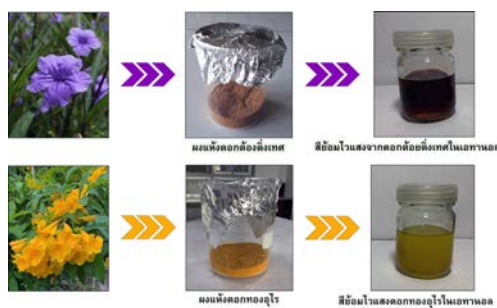 ผงแห้งดอกต้อยติ่งเทศ
สีย้อมไวแสงจากดอกต้อยติ่งเทศในเอทานอล
ผงแห้งดอกทองอุไร
สีย้อมไวแสงดอกทองอุไรในเอทานอล